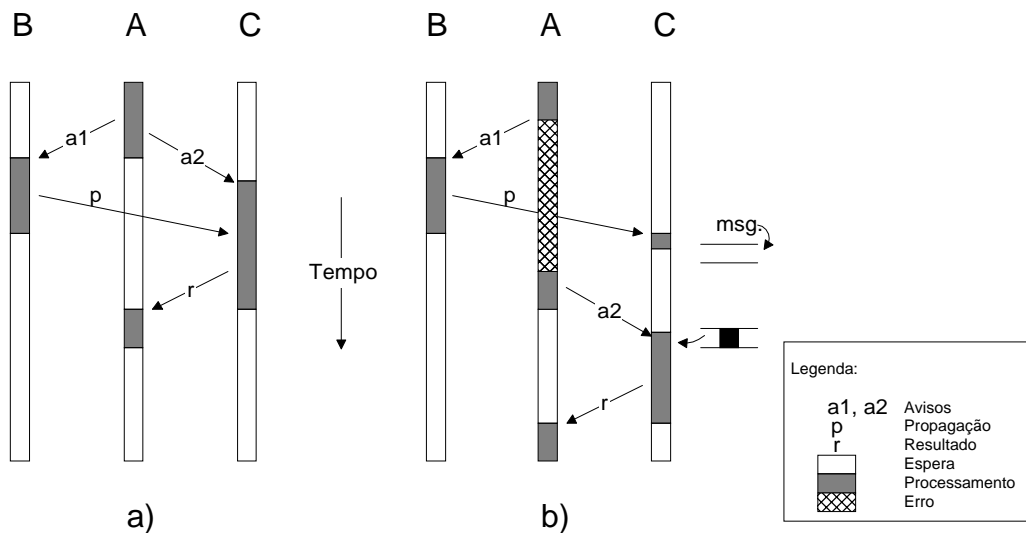 B A C
a1
a2
p
r
Tempo
a)
B A C
a1
p
msg.
a2
r
b)
Legenda:
a1, a2 Avisos
p Propagação
r Resultado
Espera
Processamento
Erro